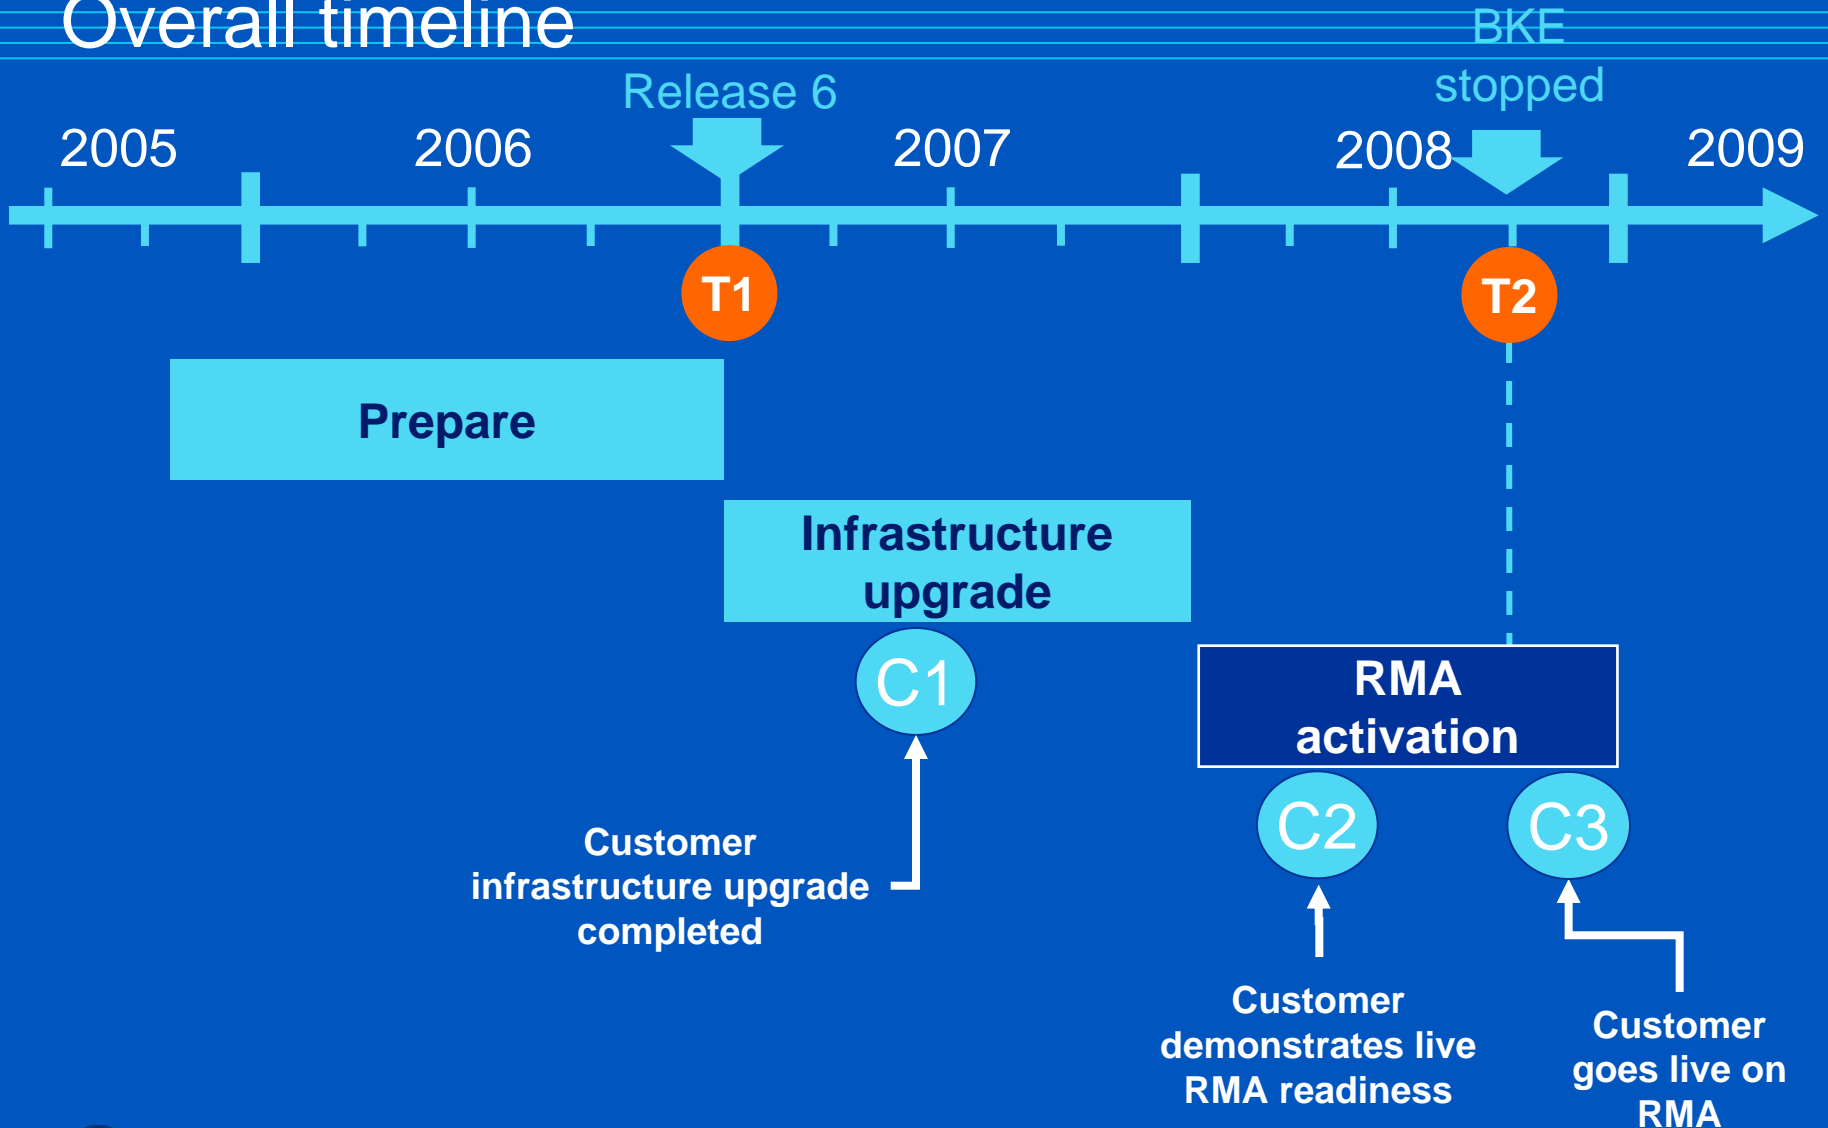 Overall timeline
BKE
stopped
Release 6
2005
2006
2007
2008
2009
T1
T2
Prepare
Infrastructure
upgrade
C1
RMA
activation
C2
C3
Customer
infrastructure upgrade
completed
Customer
demonstrates live
RMA readiness
Customer
goes live on
RMA